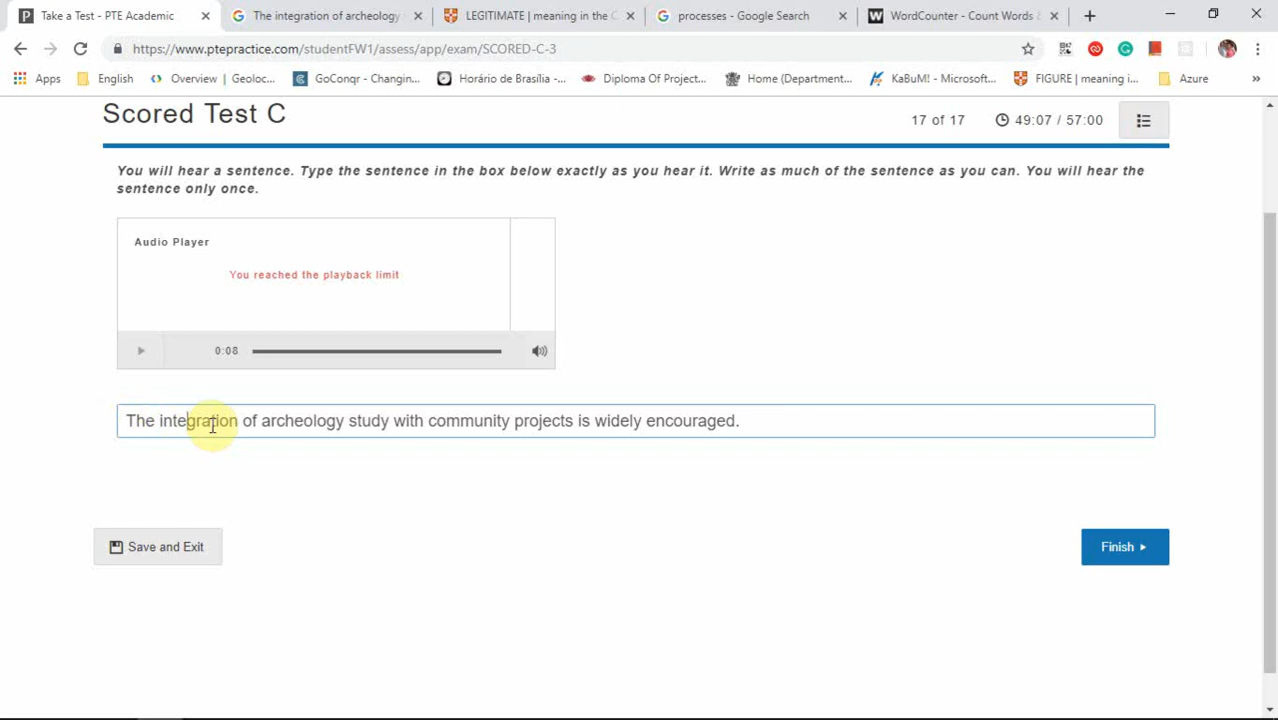 Take a Test - PTE Academic
The integration of archeology
LEGITIMATE | meaning in the C
processes - Google Search
WordCounter - Count Words &
https://www.ptepractice.com/studentFW1/assess/app/exam/SCORED-C-3
Apps
English
Overview | Geoloc...
GoConqr - Changin...
Horário de Brasília -...
Diploma Of Project...
Home (Department...
KaBuM! - Microsoft...
FIGURE | meaning i...
Azure
»
Scored Test C
17 of 17
49:07 / 57:00
You will hear a sentence. Type the sentence in the box below exactly as you hear it. Write as much of the sentence as you can. You will hear the
sentence only once.
Audio Player
You reached the playback limit
0:08
The integration of archeology study with community projects is widely encouraged.
Save and Exit
Finish